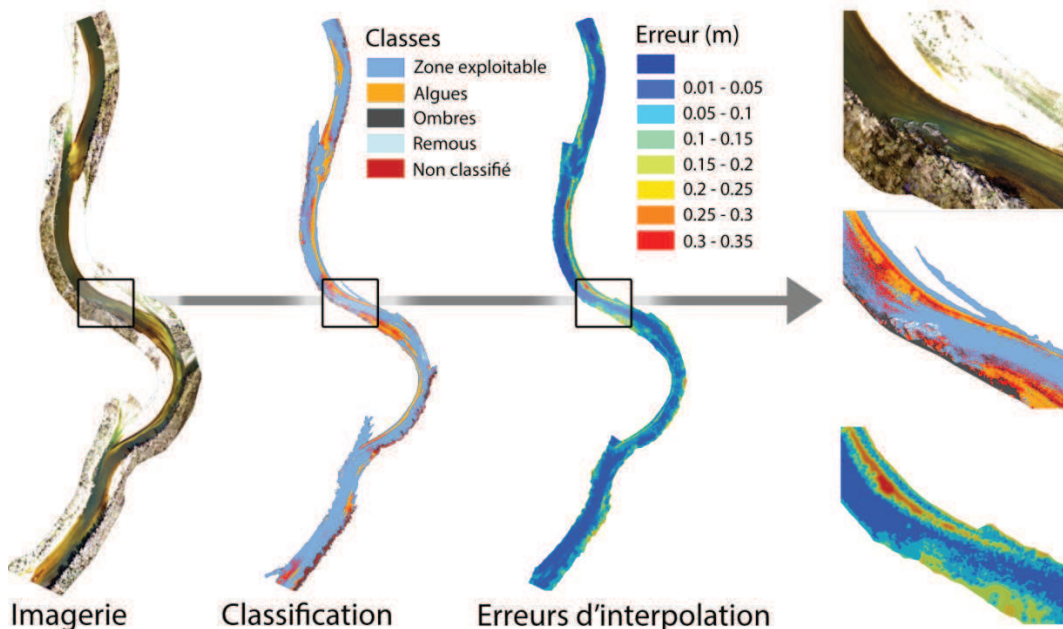 Classes
Zone exploitable
Algues
Ombres
Remous
Non classifié
Erreur (m)
0.01 - 0.05
0.05 - 0.1
0.1 - 0.15
0.15 - 0.2
0.2 - 0.25
0.25 - 0.3
0.3 - 0.35
Imagerie
Classification
Erreurs d'interpolation